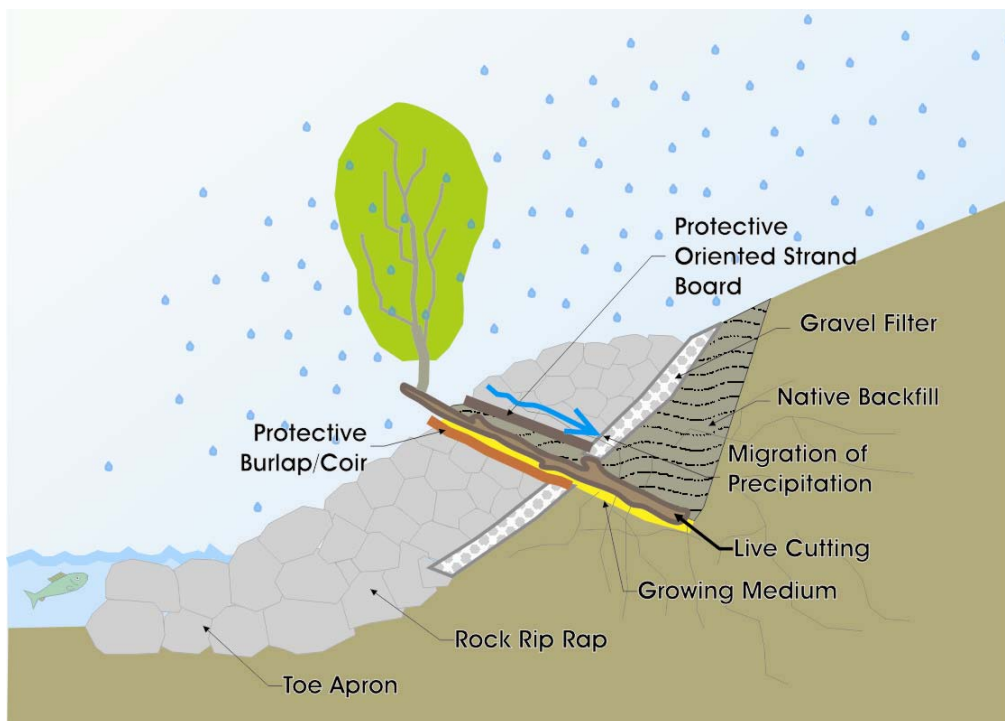 Protective
Oriented Strand
Board
Gravel Filter
Native Backfill
Protective
Burlap/Coir
Migration of
Precipitation
Live Cutting
Growing Medium
Rock Rip Rap
Toe Apron